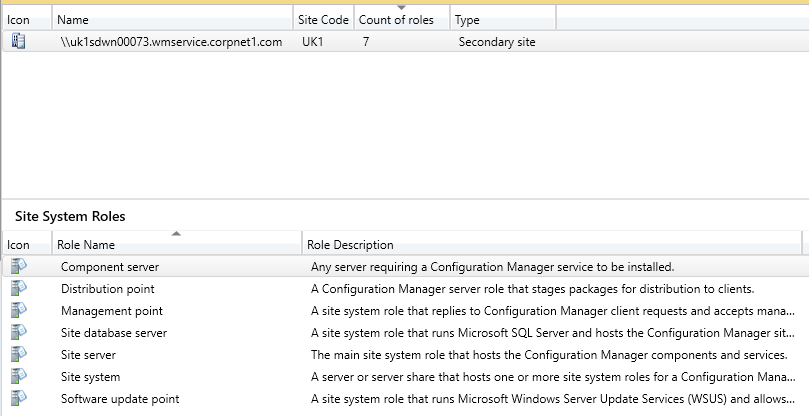 Icon Name Site Code Count of roles Type
\\uk1sdwn00073.wmservice.corpnet1.com UK1 7 Secondary site
Site System Roles
Icon Role Name Role Description
Component server Any server requiring a Configuration Manager service to be installed.
Distribution point A Configuration Manager server role that stages packages for distribution to clients.
Management point A site system role that replies to Configuration Manager client requests and accepts mana...
Site database server A site system role that runs Microsoft SQL Server and hosts the Configuration Manager sit...
Site server The main site system role that hosts the Configuration Manager components and services.
Site system A server or server share that hosts one or more site system roles for a Configuration Mana...
Software update point A site system role that runs Microsoft Windows Server Update Services (WSUS) and allows...